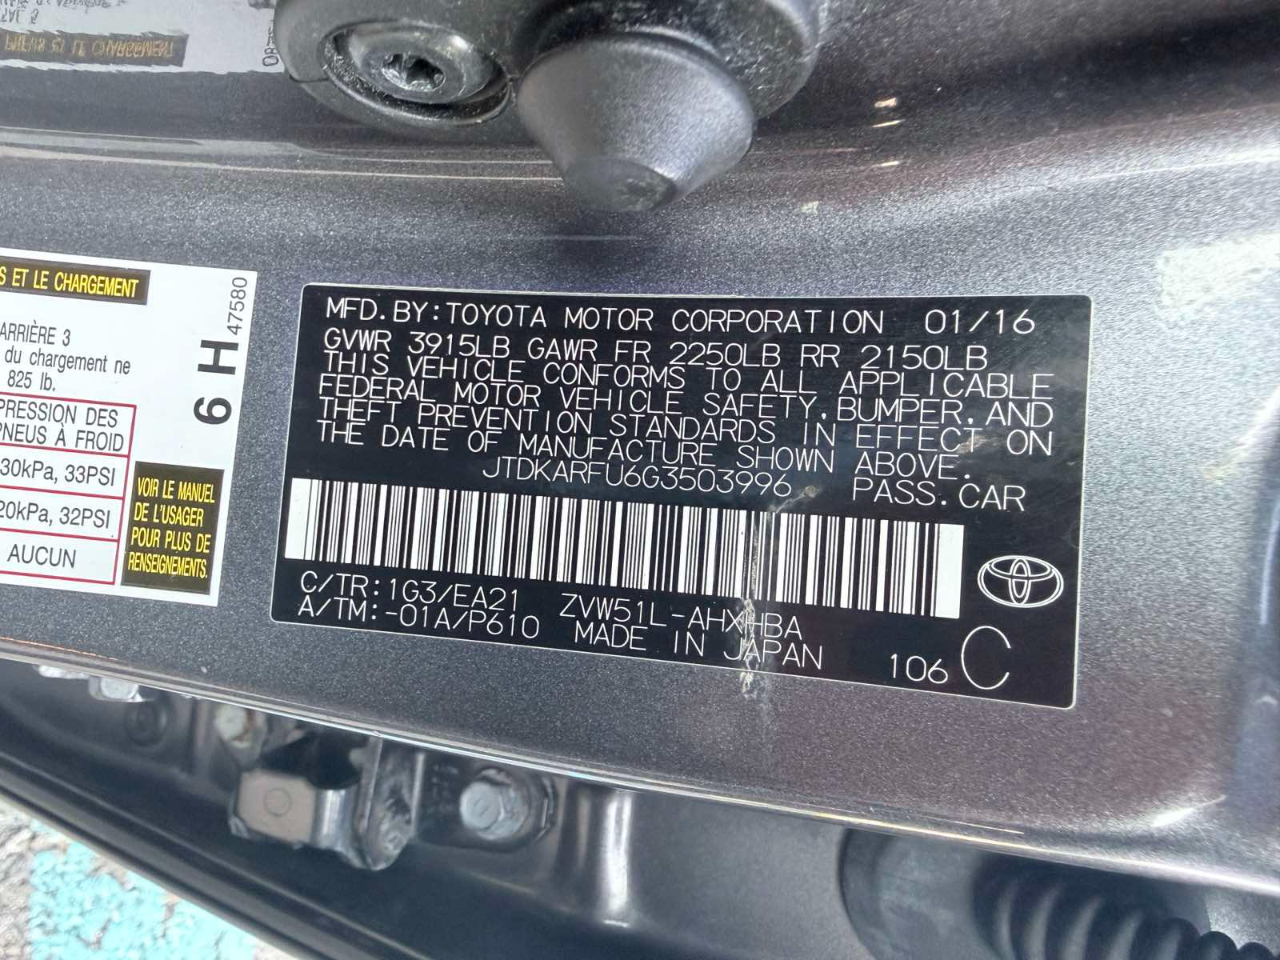 S ET LE CHARGEMENT
ARRIÈRE 3
du chargement ne
825 lb.
PRESSION DES
PNEUS À FROID
30kPa, 33PSI
20kPa, 32PSI
AUCUN
VOIR LE MANUEL
DE L'USAGER
POUR PLUS DE
RENSEIGNEMENTS.
6 H 47580
MFD.BY:TOYOTA MOTOR CORPORATION 01/16
GVWR 3915LB GAWR FR 2250LB RR 2150LB
THIS VEHICLE CONFORMS TO ALL APPLICABLE
FEDERAL MOTOR VEHICLE SAFETY,BUMPER,AND
THEFT PREVENTION STANDARDS IN EFFECT ON
THE DATE OF MANUFACTURE SHOWN ABOVE.
JTDKARFU6G3503996 PASS.CAR
C/TR:1G3/EA21 ZVW51L-AHXHBA
A/TM:-01A/P610 MADE IN JAPAN
106 C